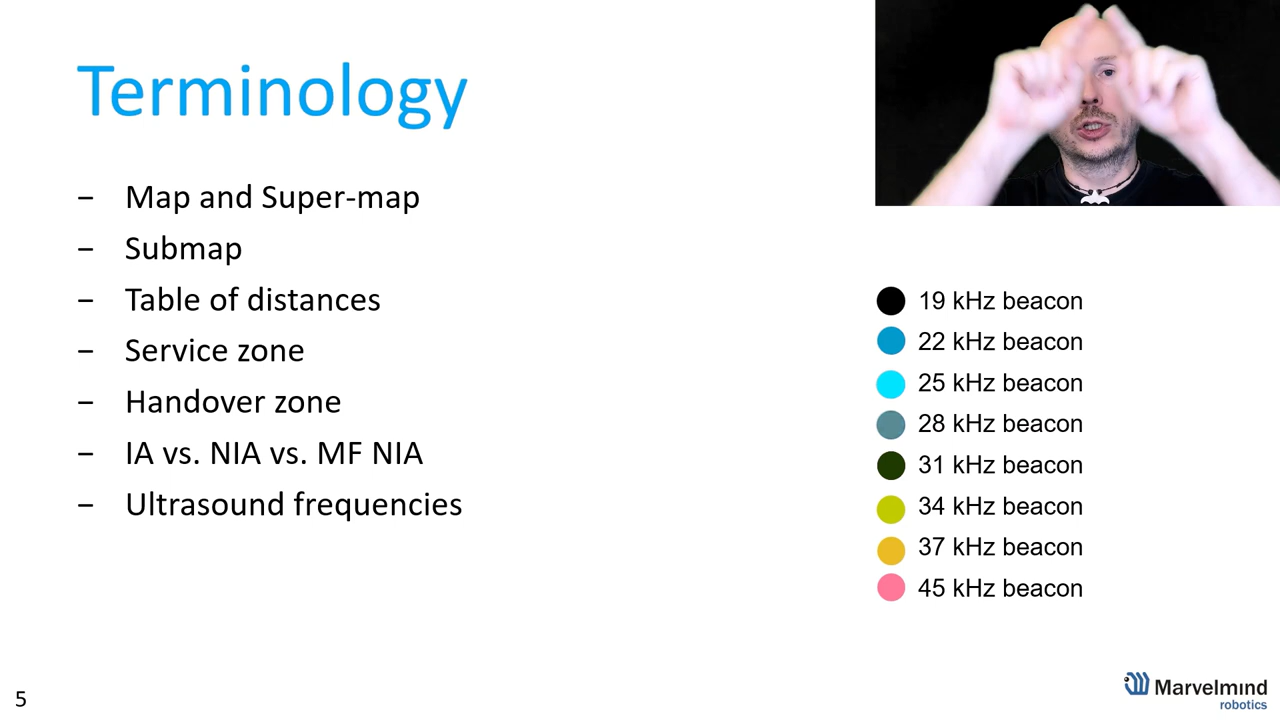 Terminology
– Map and Super-map
– Submap
– Table of distances
– Service zone
– Handover zone
– IA vs. NIA vs. MF NIA
– Ultrasound frequencies
19 kHz beacon
22 kHz beacon
25 kHz beacon
28 kHz beacon
31 kHz beacon
34 kHz beacon
37 kHz beacon
45 kHz beacon
5
Marvelmind
robotics